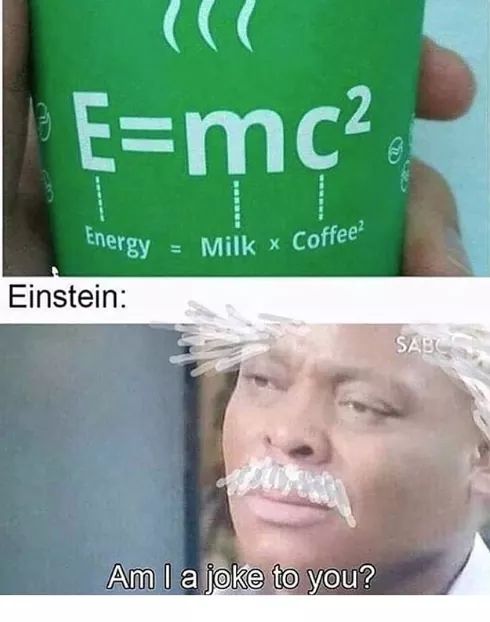 E=mc²
Energy = Milk x Coffee²
Einstein:
SABC
Am I a joke to you?